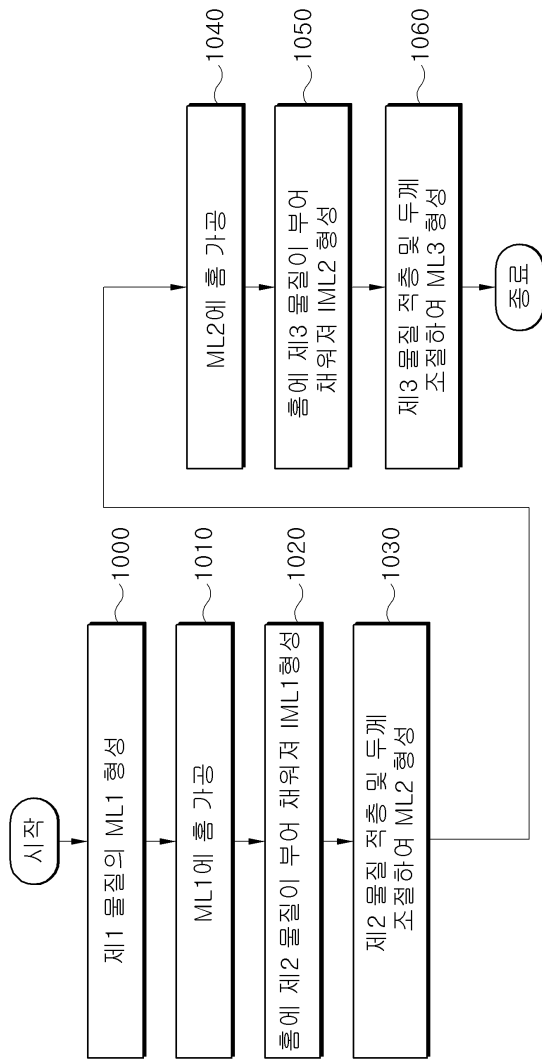 시작
제1 물질의 ML1 형성
1000
ML1에 홈 가공
1010
홈에 제2 물질이 부어 채워져 IML1형성
1020
제2 물질 적층 및 두께
조절하여 ML2 형성
1030
ML2에 홈 가공
1040
홈에 제3 물질이 부어
채워져 IML2 형성
1050
제3 물질 적층 및 두께
조절하여 ML3 형성
1060
종료